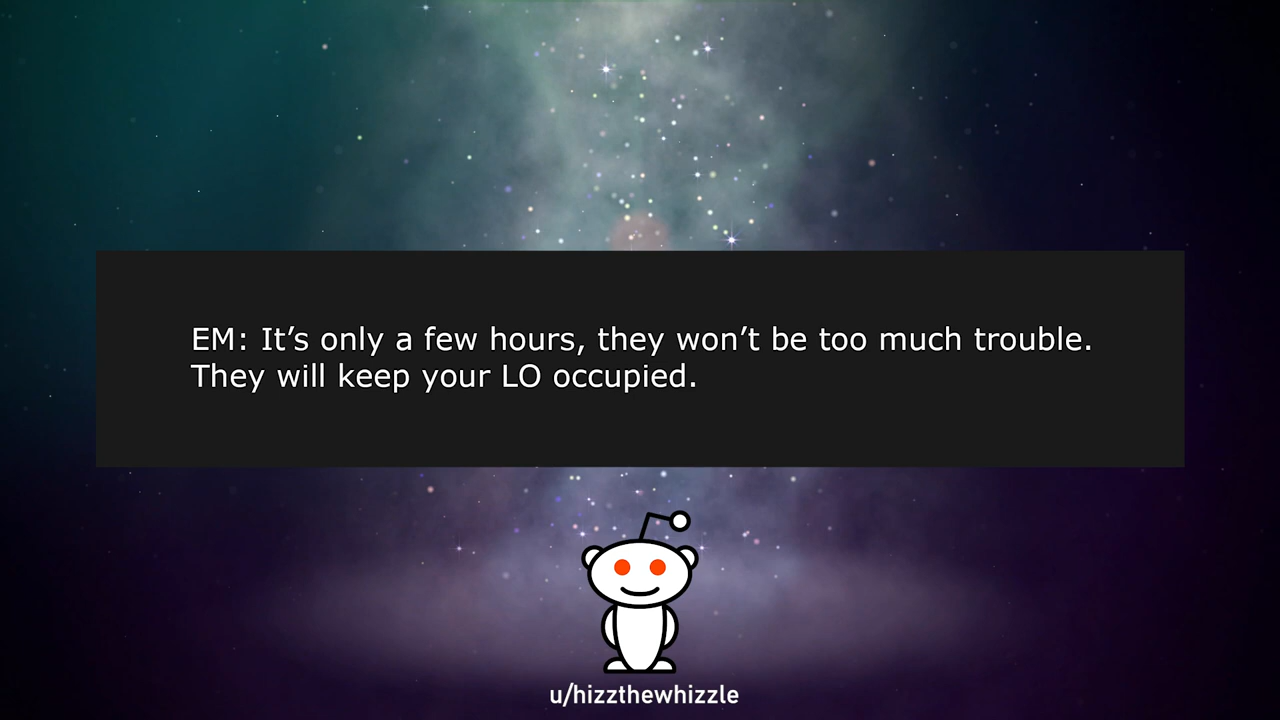 EM: It’s only a few hours, they won’t be too much trouble.
They will keep your LO occupied.
u/hizzthewhizzle